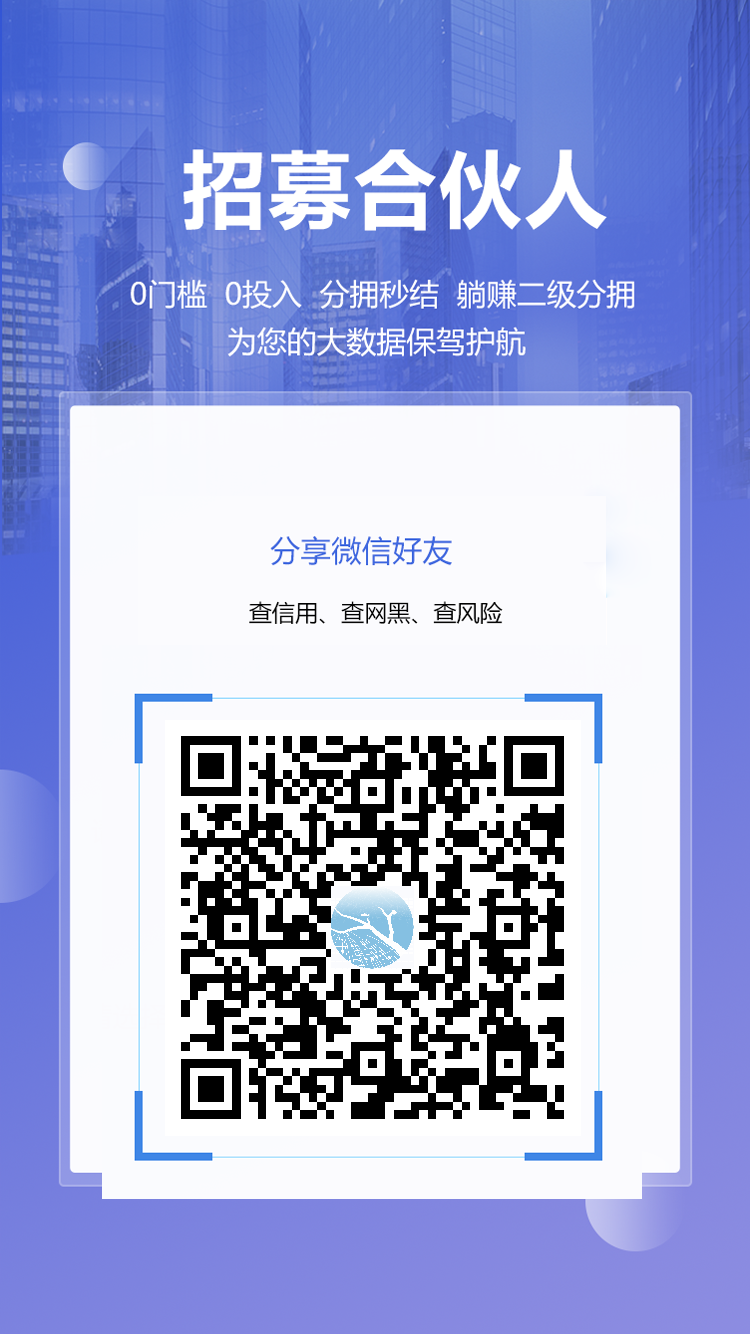 招募合伙人
0门槛 0投入 分拥秒结 躺赚二级分拥
为您的大数据保驾护航
分享微信好友
查信用、查网黑、查风险